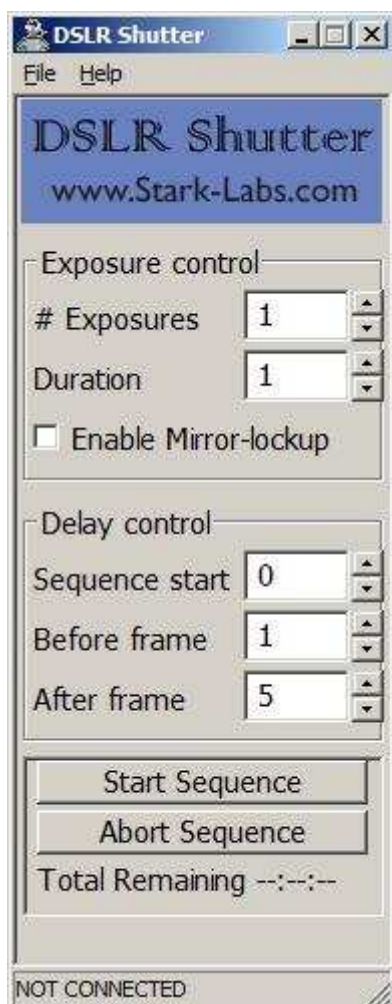 DSLR Shutter
File Help
DSLR Shutter
www.Stark-Labs.com
Exposure control
# Exposures 1
Duration 1
Enable Mirror-lockup
Delay control
Sequence start 0
Before frame 1
After frame 5
Start Sequence
Abort Sequence
Total Remaining --:--:--
NOT CONNECTED